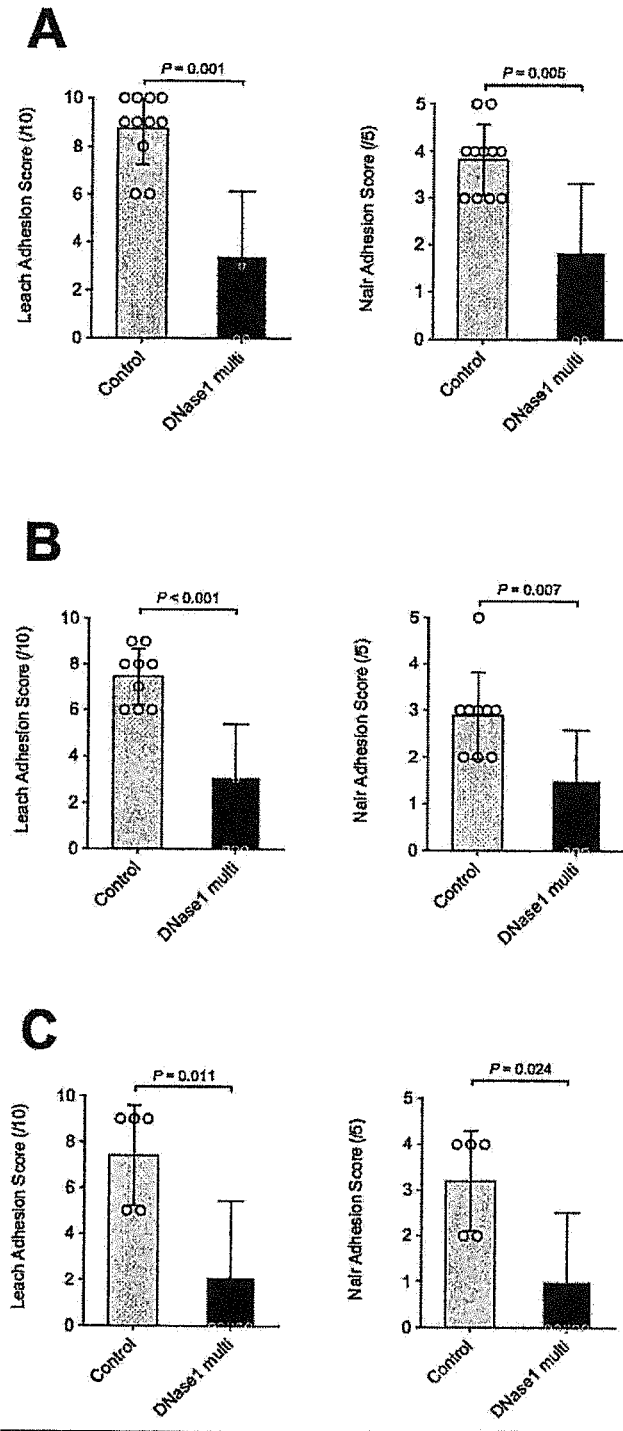 A
P = 0.001
Leach Adhesion Score (/10)
10
8
6
4
2
0
Control
DNase1 multi
P = 0.005
Nair Adhesion Score (/5)
5
4
3
2
1
0
Control
DNase1 multi
B
P < 0.001
Leach Adhesion Score (/10)
10
8
6
4
2
0
Control
DNase1 multi
P = 0.007
Nair Adhesion Score (/5)
5
4
3
2
1
0
Control
DNase1 multi
C
P = 0.011
Leach Adhesion Score (/10)
10
8
6
4
2
0
Control
DNase1 multi
P = 0.024
Nair Adhesion Score (/5)
5
4
3
2
1
0
Control
DNase1 multi